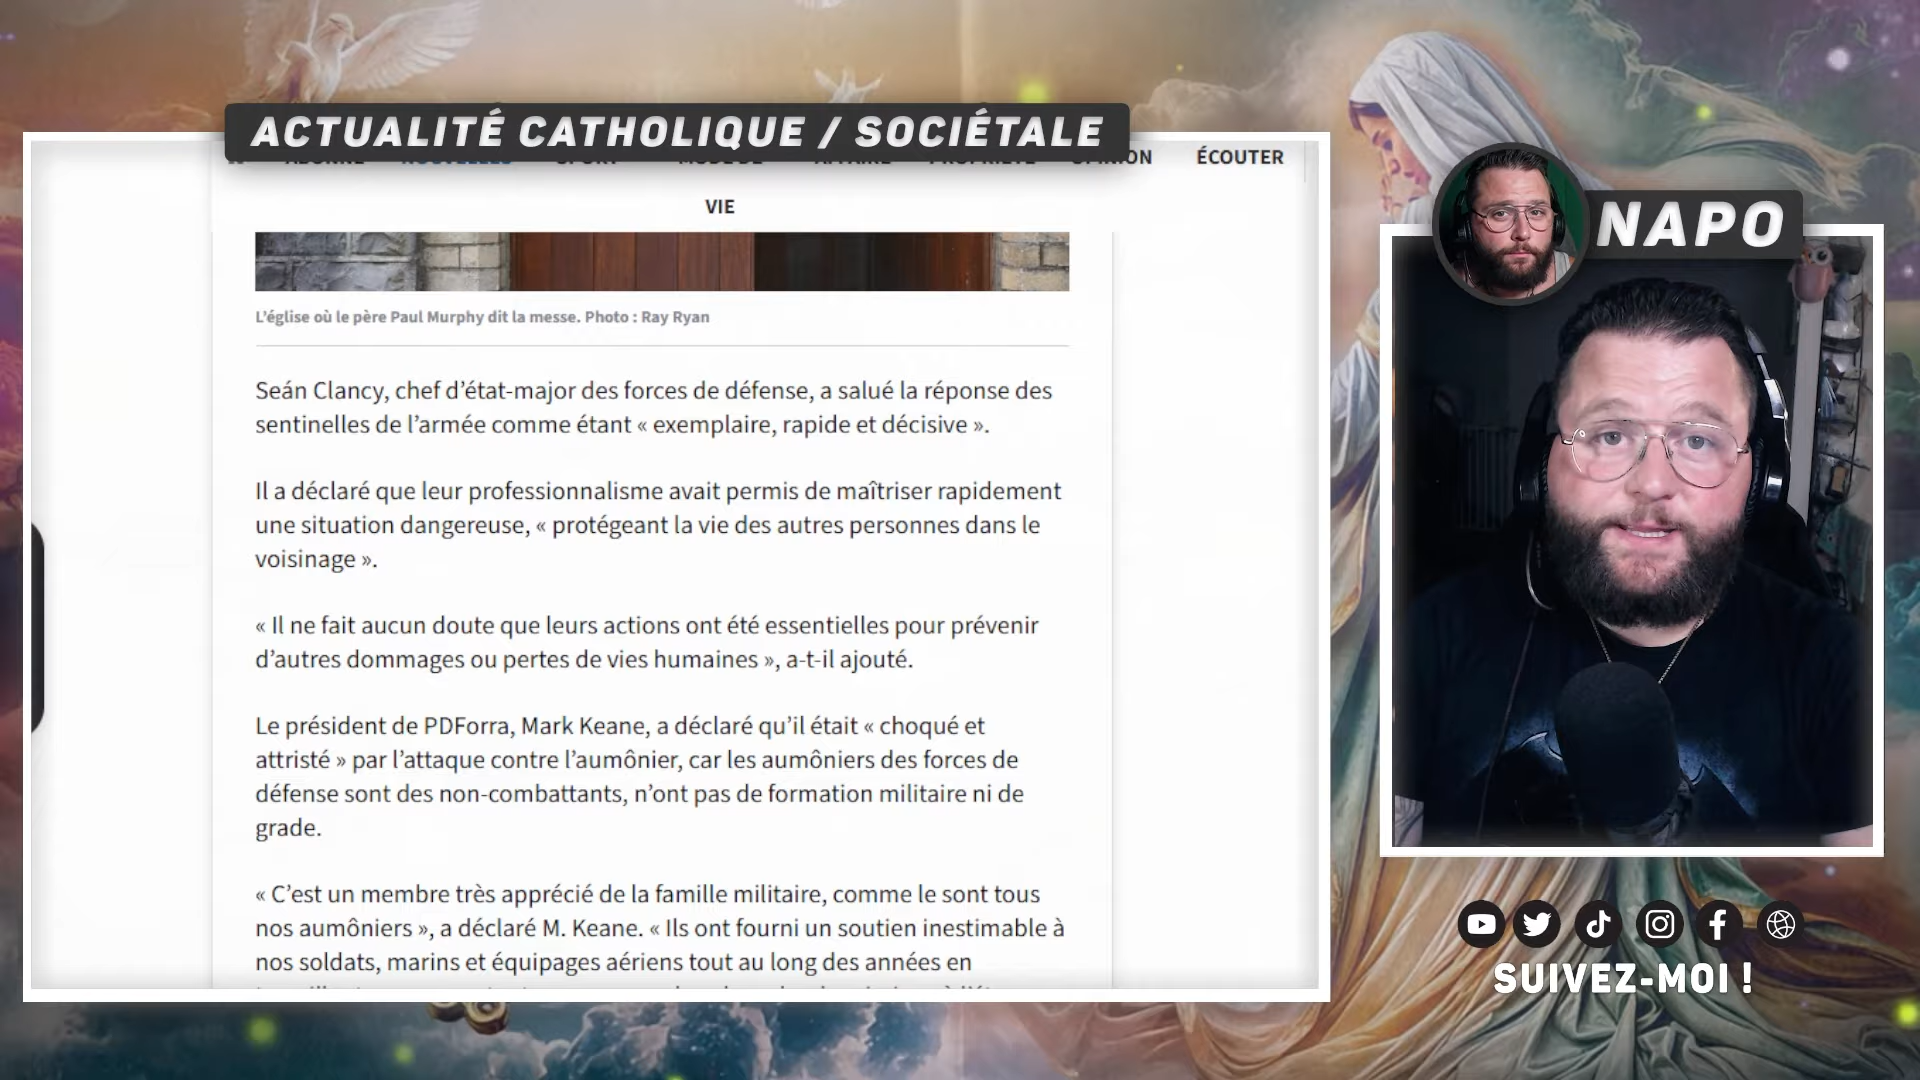 ACTUALITÉ CATHOLIQUE / SOCIÉTALE
ÉCOUTER
VIE
NAPO
L'église où le père Paul Murphy dit la messe. Photo : Ray Ryan
Seán Clancy, chef d'état-major des forces de défense, a salué la réponse des
sentinelles de l'armée comme étant « exemplaire, rapide et décisive ».
Il a déclaré que leur professionnalisme avait permis de maîtriser rapidement
une situation dangereuse, « protégeant la vie des autres personnes dans le
voisinage ».
« Il ne fait aucun doute que leurs actions ont été essentielles pour prévenir
d'autres dommages ou pertes de vies humaines », a-t-il ajouté.
Le président de PDForra, Mark Keane, a déclaré qu'il était « choqué et
attristé » par l'attaque contre l'aumônier, car les aumôniers des forces de
défense sont des non-combattants, n'ont pas de formation militaire ni de
grade.
« C'est un membre très apprécié de la famille militaire, comme le sont tous
nos aumôniers », a déclaré M. Keane. « Ils ont fourni un soutien inestimable à
nos soldats, marins et équipages aériens tout au long des années en
SUIVEZ-MOI !